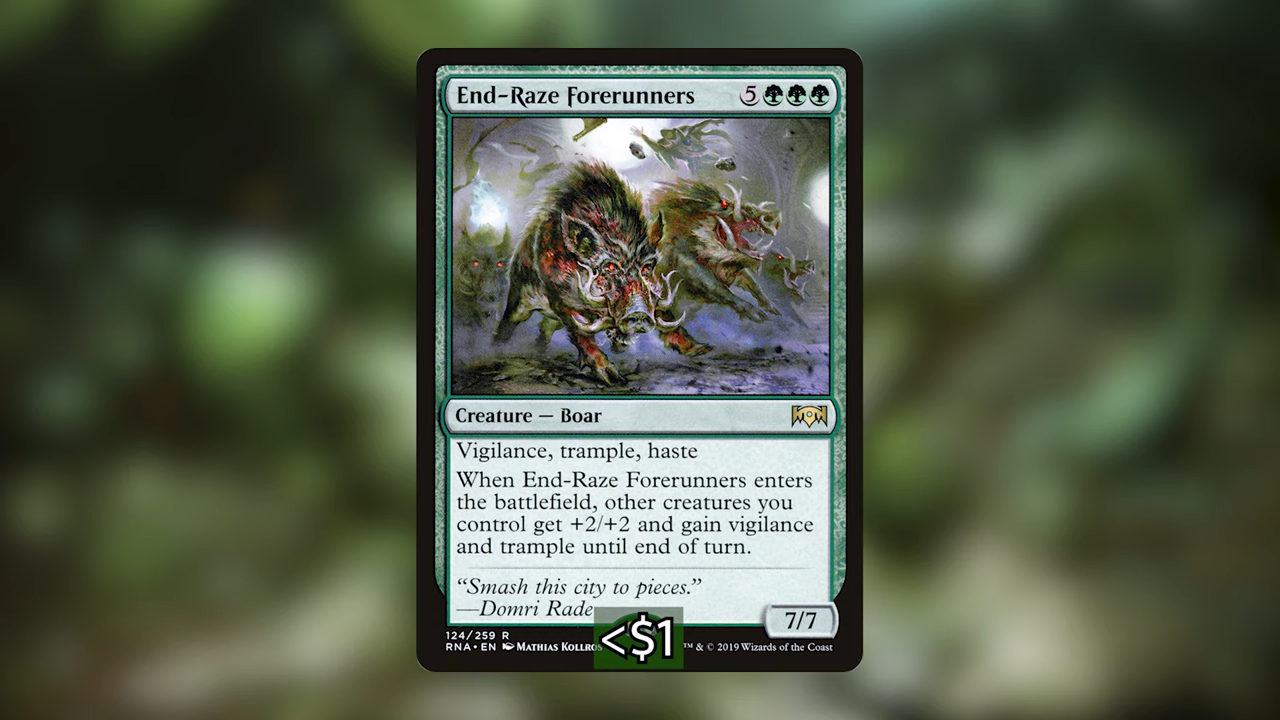 End-Raze Forerunners 5
Creature — Boar
Vigilance, trample, haste
When End-Raze Forerunners enters
the battlefield, other creatures you
control get +2/+2 and gain vigilance
and trample until end of turn.
“Smash this city to pieces.”
—Domri Rade
7/7
124/259 R
RNA • EN MATHIAS KOLLROS
™ & © 2019 Wizards of the Coast
<$1